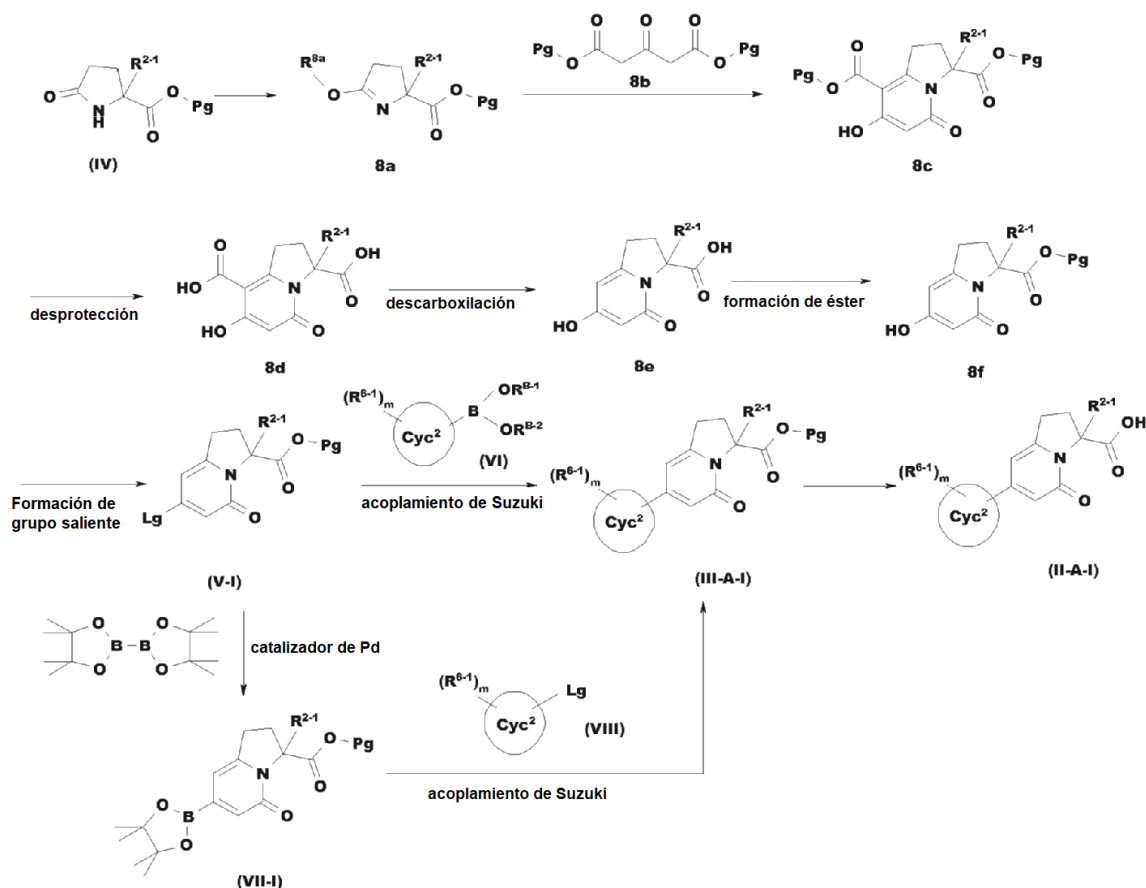 R⁸ᵃ O R²⁻¹ N O O Pg
O N H R²⁻¹ O O Pg
Pg O O O O O Pg
8b
Pg O O HO N O R²⁻¹ O O Pg
(IV)
8a
8c
desprotección
HO O HO N O R²⁻¹ OH O
8d
descarboxilación
HO N O R²⁻¹ OH O
8e
formación de éster
HO N O R²⁻¹ O Pg O
8f
Formación de
grupo saliente
Lg N O R²⁻¹ O Pg O
(V-I)
(R⁶⁻¹)m Cyc² B ORᴮ⁻¹ ORᴮ⁻²
(VI)
acoplamiento de Suzuki
(R⁶⁻¹)m Cyc² N O R²⁻¹ O Pg O
(III-A-I)
(R⁶⁻¹)m Cyc² N O R²⁻¹ OH O
(II-A-I)
O O B B O O
catalizador de Pd
(R⁶⁻¹)m Cyc² Lg
(VIII)
acoplamiento de Suzuki
O B O N O R²⁻¹ O Pg O
(VII-I)